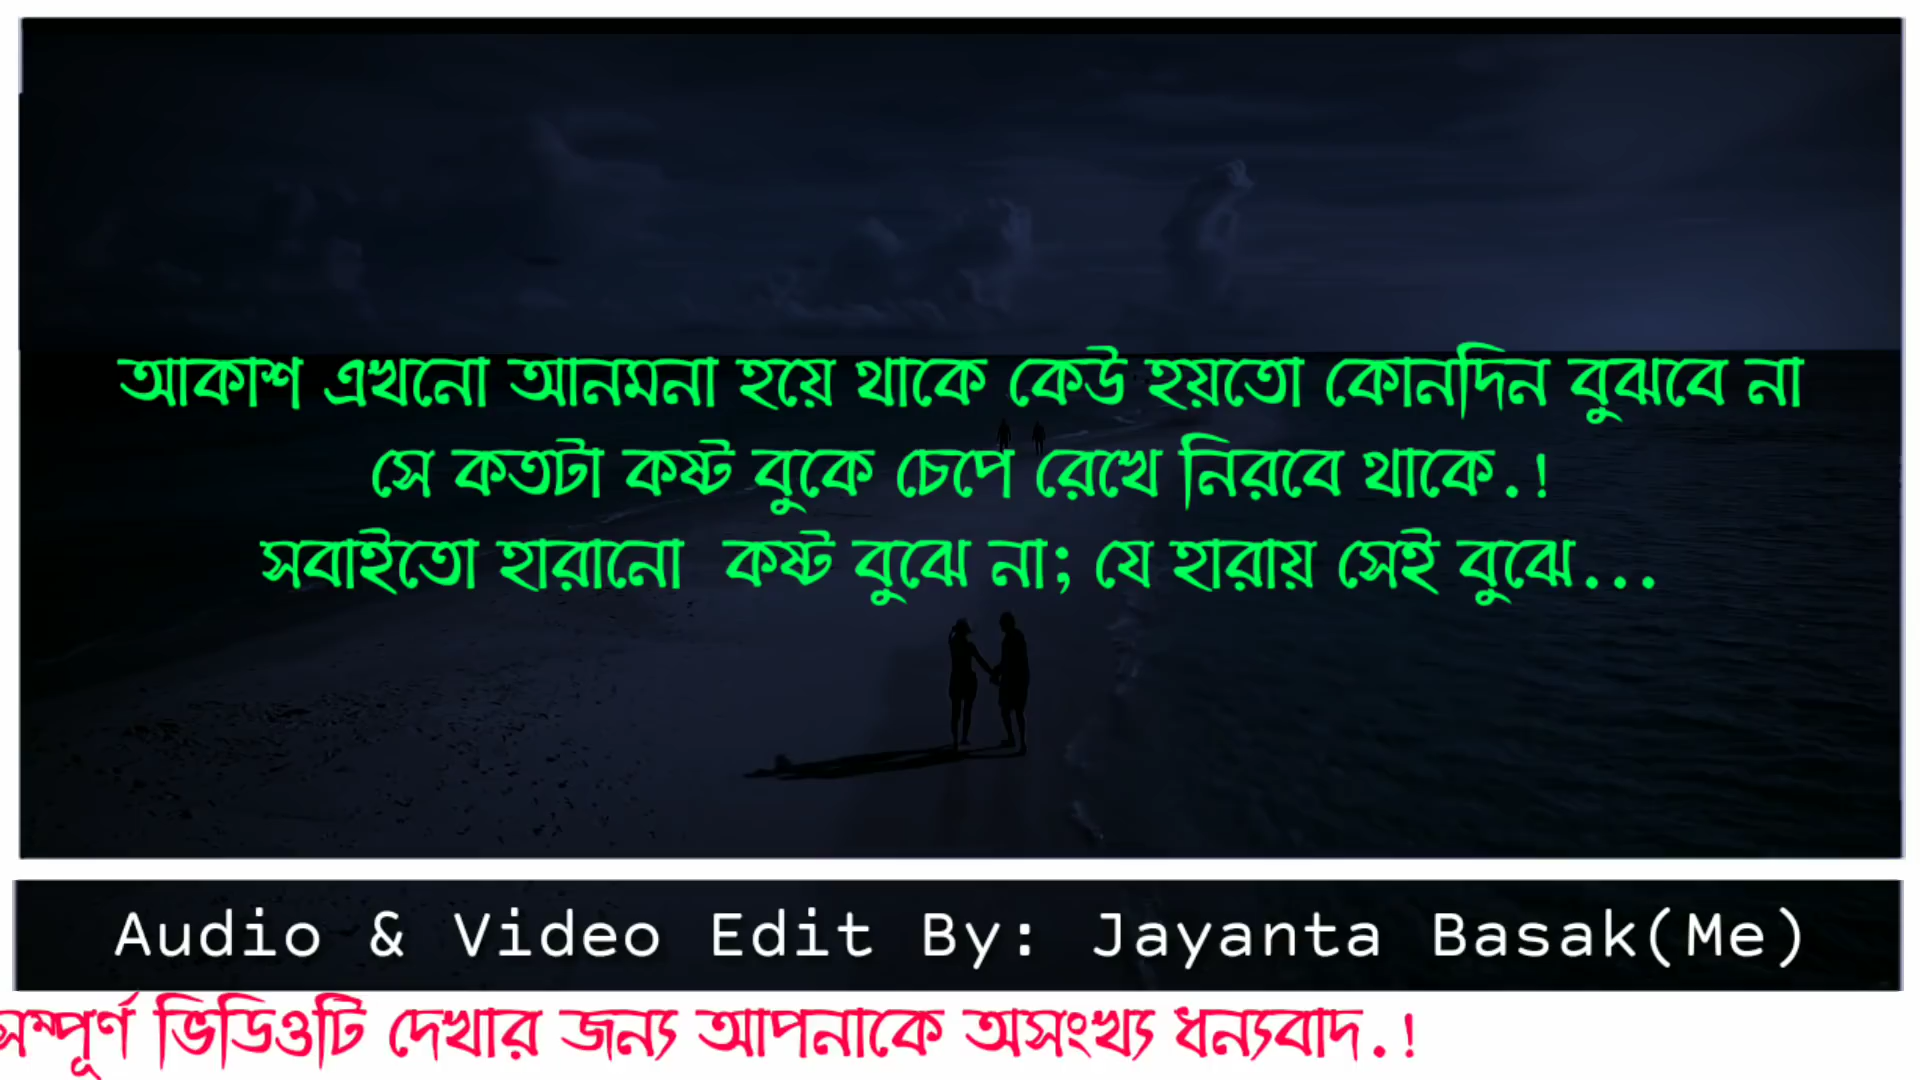 আকাশ এখনো আনমনা হয়ে থাকে কেউ হয়তো কোনদিন বুঝবে না
সে কতটা কষ্ট বুকে চেপে রেখে নিরবে থাকে.!
সবাইতো হারানো কষ্ট বুঝে না; যে হারায় সেই বুঝে...
Audio & Video Edit By: Jayanta Basak(Me)
সম্পূর্ণ ভিডিওটি দেখার জন্য আপনাকে অসংখ্য ধন্যবাদ.!